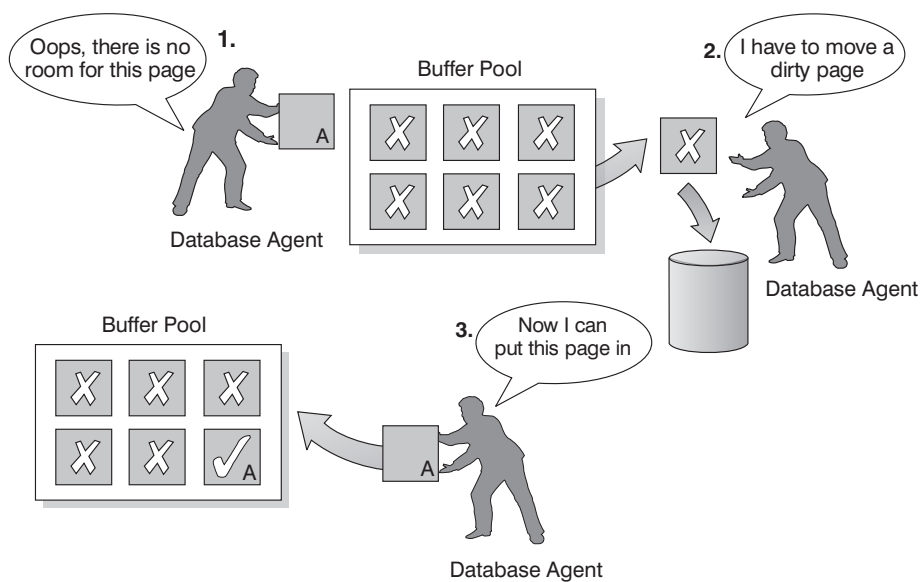 Oops, there is no
room for this page
1.
A
Database Agent
Buffer Pool
2.
I have to move a
dirty page
Database Agent
Buffer Pool
A
3.
Now I can
put this page in
A
Database Agent